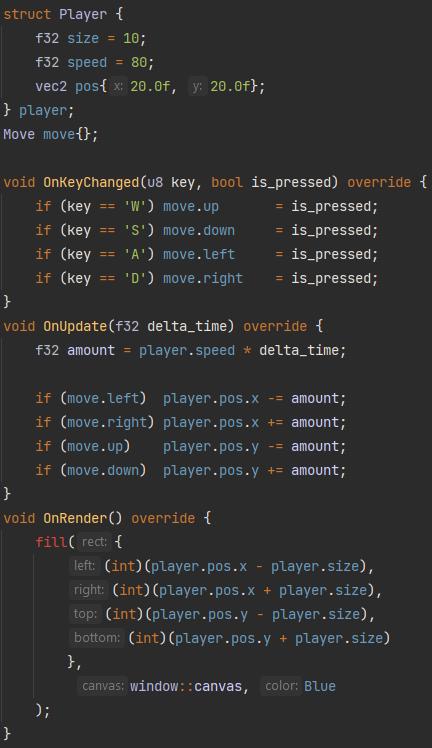 struct Player {
    f32 size = 10;
    f32 speed = 80;
    vec2 pos{ x: 20.0f, y: 20.0f};
} player;
Move move{};

void OnKeyChanged(u8 key, bool is_pressed) override {
    if (key == 'W') move.up       = is_pressed;
    if (key == 'S') move.down     = is_pressed;
    if (key == 'A') move.left     = is_pressed;
    if (key == 'D') move.right    = is_pressed;
}
void OnUpdate(f32 delta_time) override {
    f32 amount = player.speed * delta_time;

    if (move.left)  player.pos.x -= amount;
    if (move.right) player.pos.x += amount;
    if (move.up)    player.pos.y -= amount;
    if (move.down)  player.pos.y += amount;
}
void OnRender() override {
    fill( rect: {
        left: (int)(player.pos.x - player.size),
        right: (int)(player.pos.x + player.size),
        top: (int)(player.pos.y - player.size),
        bottom: (int)(player.pos.y + player.size)
        },
         canvas: window::canvas, color: Blue
    );
}